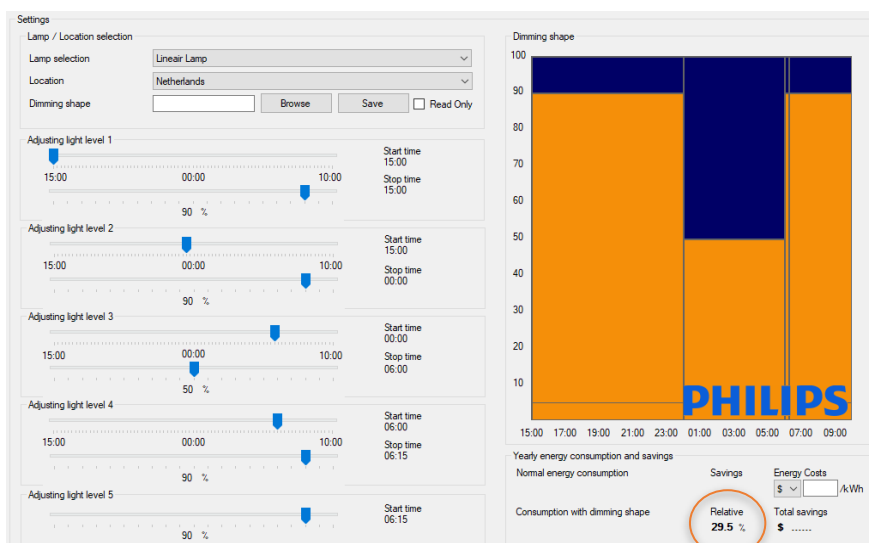 Settings
Lamp / Location selection
Lamp selection Lineair Lamp
Location Netherlands
Dimming shape Browse Save Read Only
Adjusting light level 1
Start time
15:00
15:00 00:00 10:00
Stop time
15:00
90 %
Adjusting light level 2
Start time
15:00
15:00 00:00 10:00
Stop time
00:00
90 %
Adjusting light level 3
Start time
00:00
15:00 00:00 10:00
Stop time
06:00
50 %
Adjusting light level 4
Start time
06:00
15:00 00:00 10:00
Stop time
06:15
90 %
Adjusting light level 5
Start time
06:15
90 %
Dimming shape
100
90
80
70
60
50
40
30
20
10
PHILIPS
15:00 17:00 19:00 21:00 23:00 01:00 03:00 05:00 07:00 09:00
Yearly energy consumption and savings
Normal energy consumption Savings Energy Costs
$ /kWh
Consumption with dimming shape Relative Total savings
29.5 % $ ......